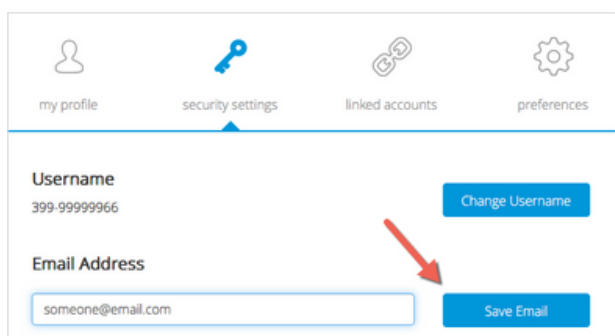 my profile security settings linked accounts preferences
Username
399-99999966
Change Username
Email Address
someone@email.com
Save Email